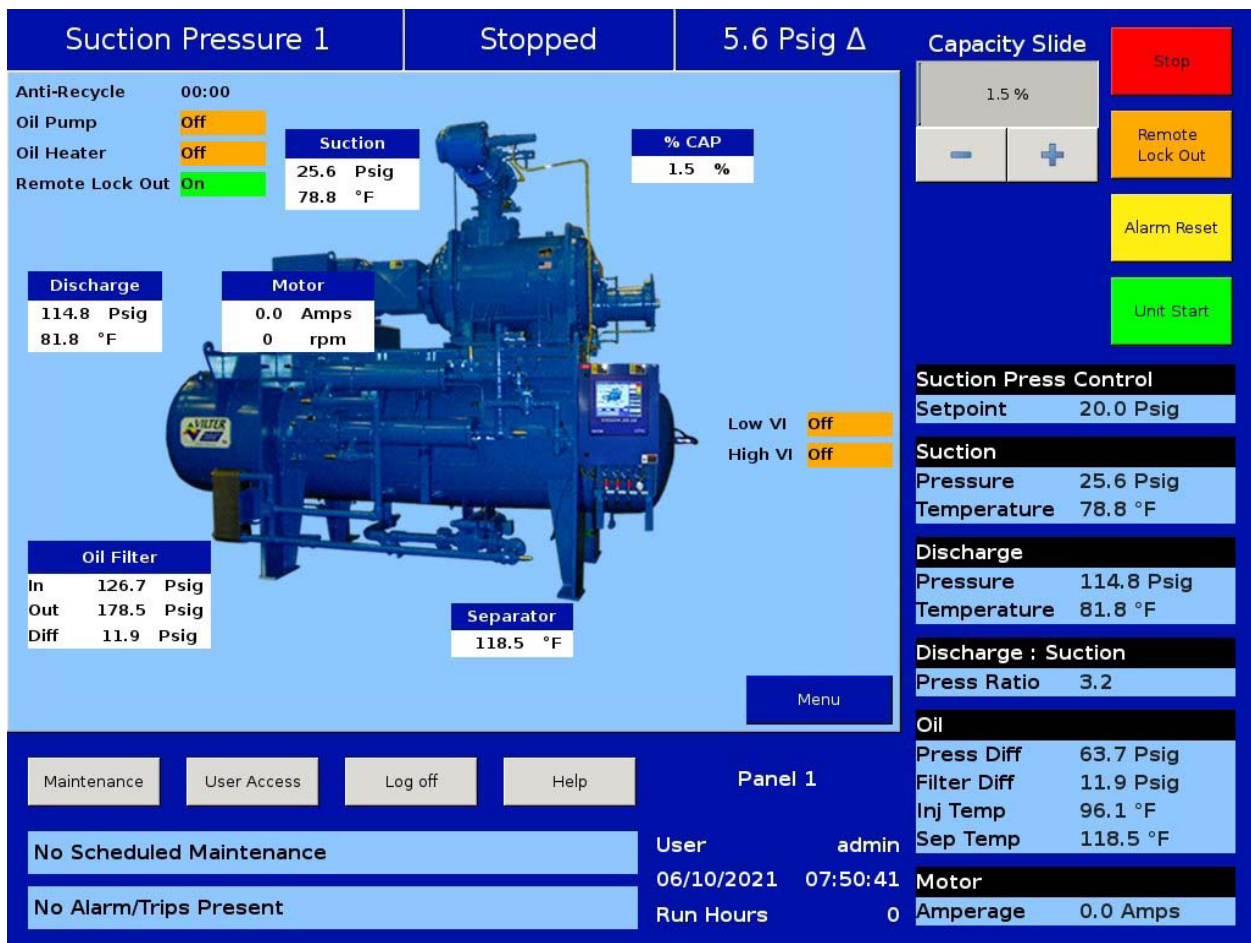 Suction Pressure 1
Stopped
5.6 Psig Δ
Capacity Slide
1.5 %
Stop
Remote
Lock Out
Alarm Reset
Unit Start
Anti-Recycle 00:00
Oil Pump Off
Oil Heater Off
Remote Lock Out On
Suction
25.6 Psig
78.8 °F
% CAP
1.5 %
Discharge
114.8 Psig
81.8 °F
Motor
0.0 Amps
0 rpm
VILTER
Low VI Off
High VI Off
Oil Filter
In 126.7 Psig
Out 178.5 Psig
Diff 11.9 Psig
Separator
118.5 °F
Menu
Suction Press Control
Setpoint 20.0 Psig
Suction
Pressure 25.6 Psig
Temperature 78.8 °F
Discharge
Pressure 114.8 Psig
Temperature 81.8 °F
Discharge : Suction
Press Ratio 3.2
Oil
Press Diff 63.7 Psig
Filter Diff 11.9 Psig
Inj Temp 96.1 °F
Sep Temp 118.5 °F
Motor
Amperage 0.0 Amps
Maintenance
User Access
Log off
Help
Panel 1
No Scheduled Maintenance
No Alarm/Trips Present
User admin
06/10/2021 07:50:41
Run Hours 0